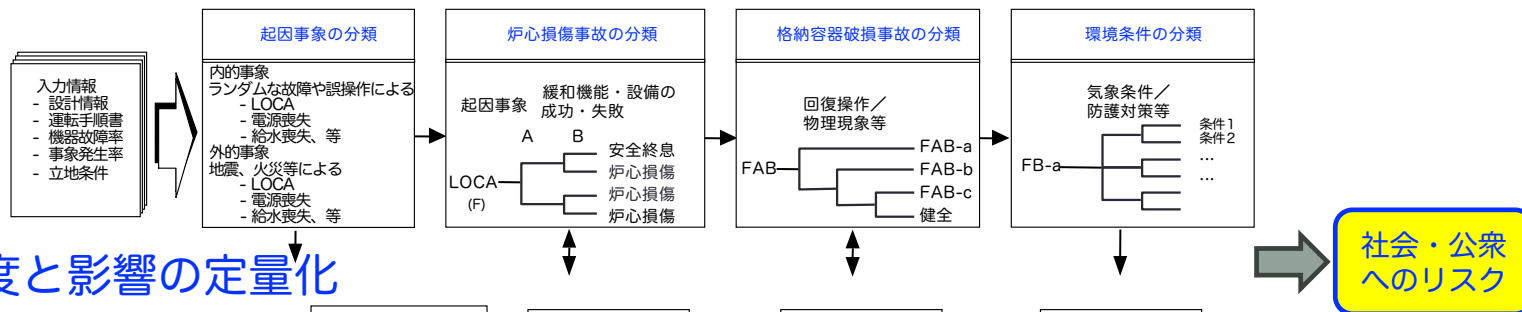 入力情報
- 設計情報
- 運転手順書
- 機器故障率
- 事象発生率
- 立地条件
起因事象の分類
内的事象
ランダムな故障や誤操作による
- LOCA
- 電源喪失
- 給水喪失、等
外的事象
地震、火災等による
- LOCA
- 電源喪失
- 給水喪失、等
炉心損傷事故の分類
起因事象
緩和機能・設備の
成功・失敗
A B
LOCA
(F)
安全終息
炉心損傷
炉心損傷
炉心損傷
格納容器破損事故の分類
回復操作／
物理現象等
FAB
FAB-a
FAB-b
FAB-c
健全
環境条件の分類
気象条件／
防護対策等
FB-a
条件1
条件2
...
...
度と影響の定量化
社会・公衆
へのリスク